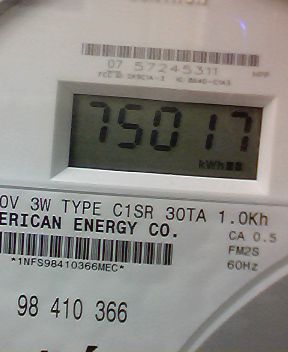 07 57245311
75017
kWh
0V 3W TYPE C1SR 30TA 1.0Kh
ERICAN ENERGY CO.
CA 0.5
FM2S
*1NFS98410366MEC*
60Hz
98 410 366